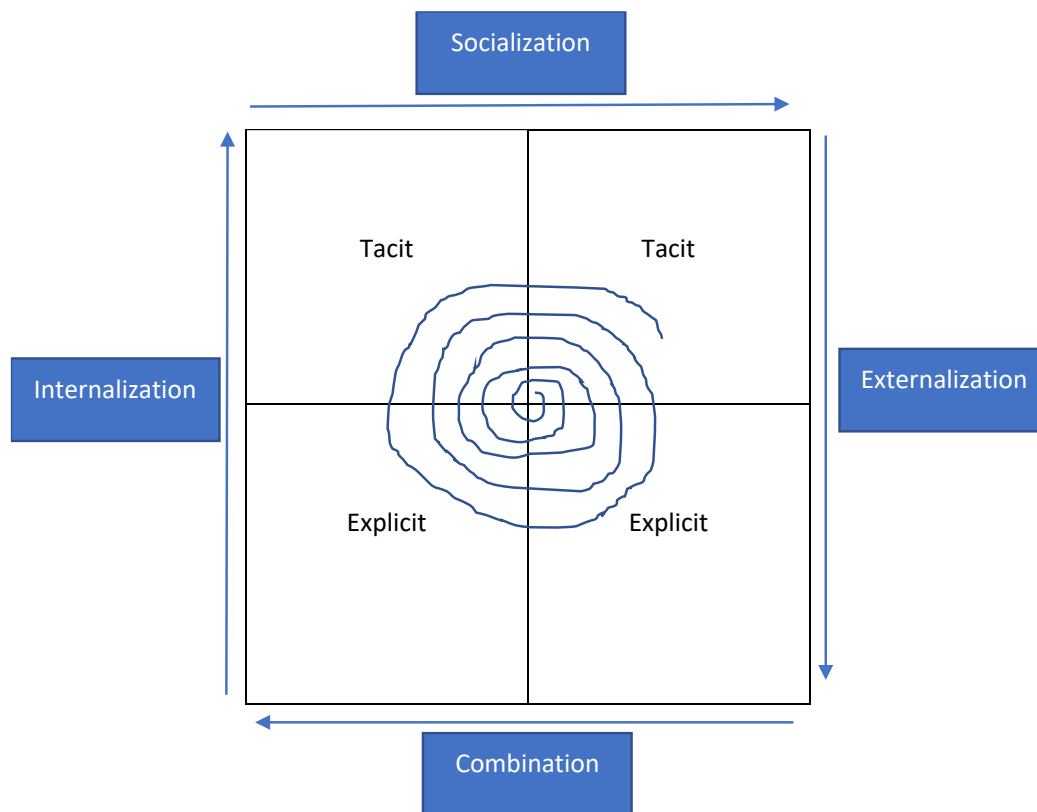 Socialization
Tacit
Tacit
Internalization
Externalization
Explicit
Explicit
Combination